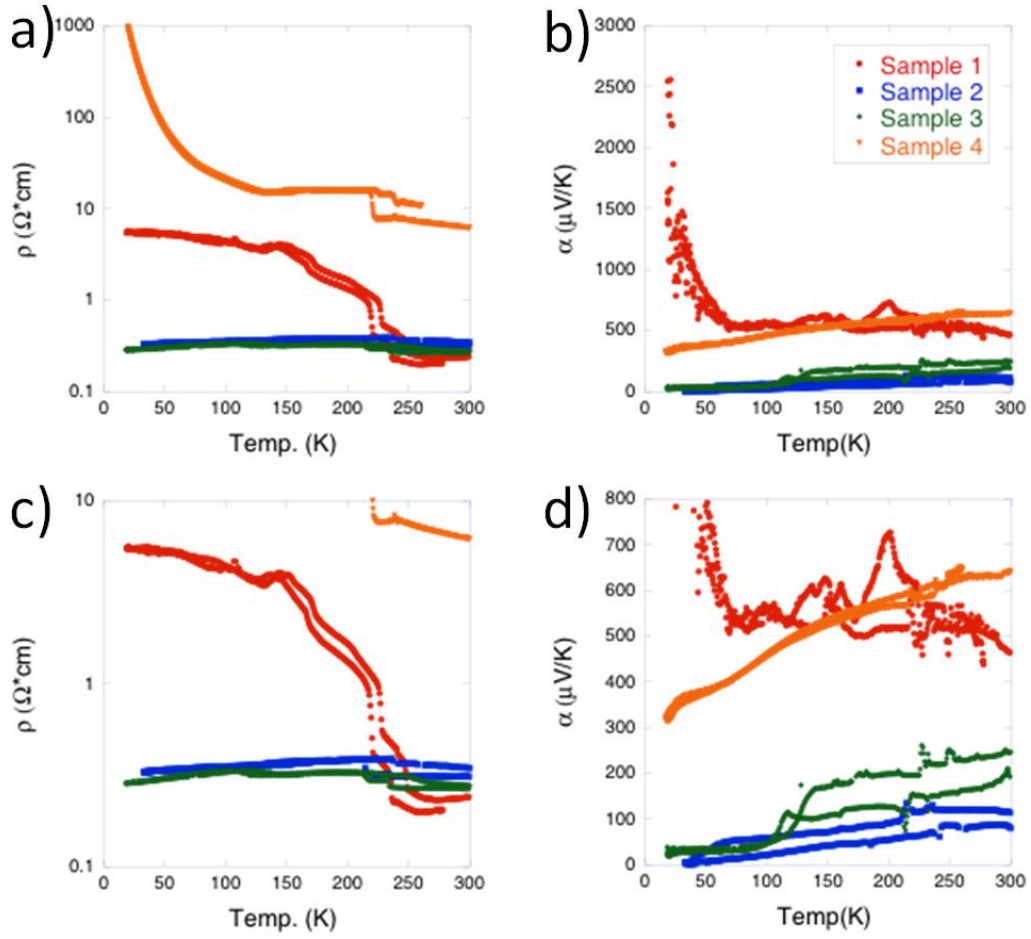 a)
1000
100
10
1
0.1
ρ (Ω*cm)
0 50 100 150 200 250 300
Temp. (K)
b)
3000
2500
2000
1500
1000
500
0
α (μV/K)
Sample 1
Sample 2
Sample 3
Sample 4
0 50 100 150 200 250 300
Temp(K)
c)
10
1
0.1
ρ (Ω*cm)
0 50 100 150 200 250 300
Temp. (K)
d)
800
700
600
500
400
300
200
100
0
α (μV/K)
0 50 100 150 200 250 300
Temp(K)